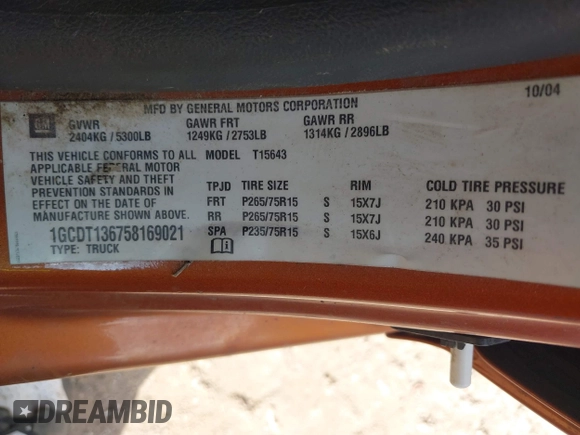 10/04
MFD BY GENERAL MOTORS CORPORATION
GM GVWR GAWR FRT GAWR RR
2404KG / 5300LB 1249KG / 2753LB 1314KG / 2896LB
THIS VEHICLE CONFORMS TO ALL
APPLICABLE FEDERAL MOTOR
VEHICLE SAFETY AND THEFT
PREVENTION STANDARDS IN
EFFECT ON THE DATE OF
MANUFACTURE SHOWN ABOVE.
1GCDT136758169021
TYPE: TRUCK
MODEL T15643
TPJD TIRE SIZE RIM COLD TIRE PRESSURE
FRT P265/75R15 S 15X7J 210 KPA 30 PSI
RR P265/75R15 S 15X7J 210 KPA 30 PSI
SPA P235/75R15 S 15X6J 240 KPA 35 PSI
DREAMBID